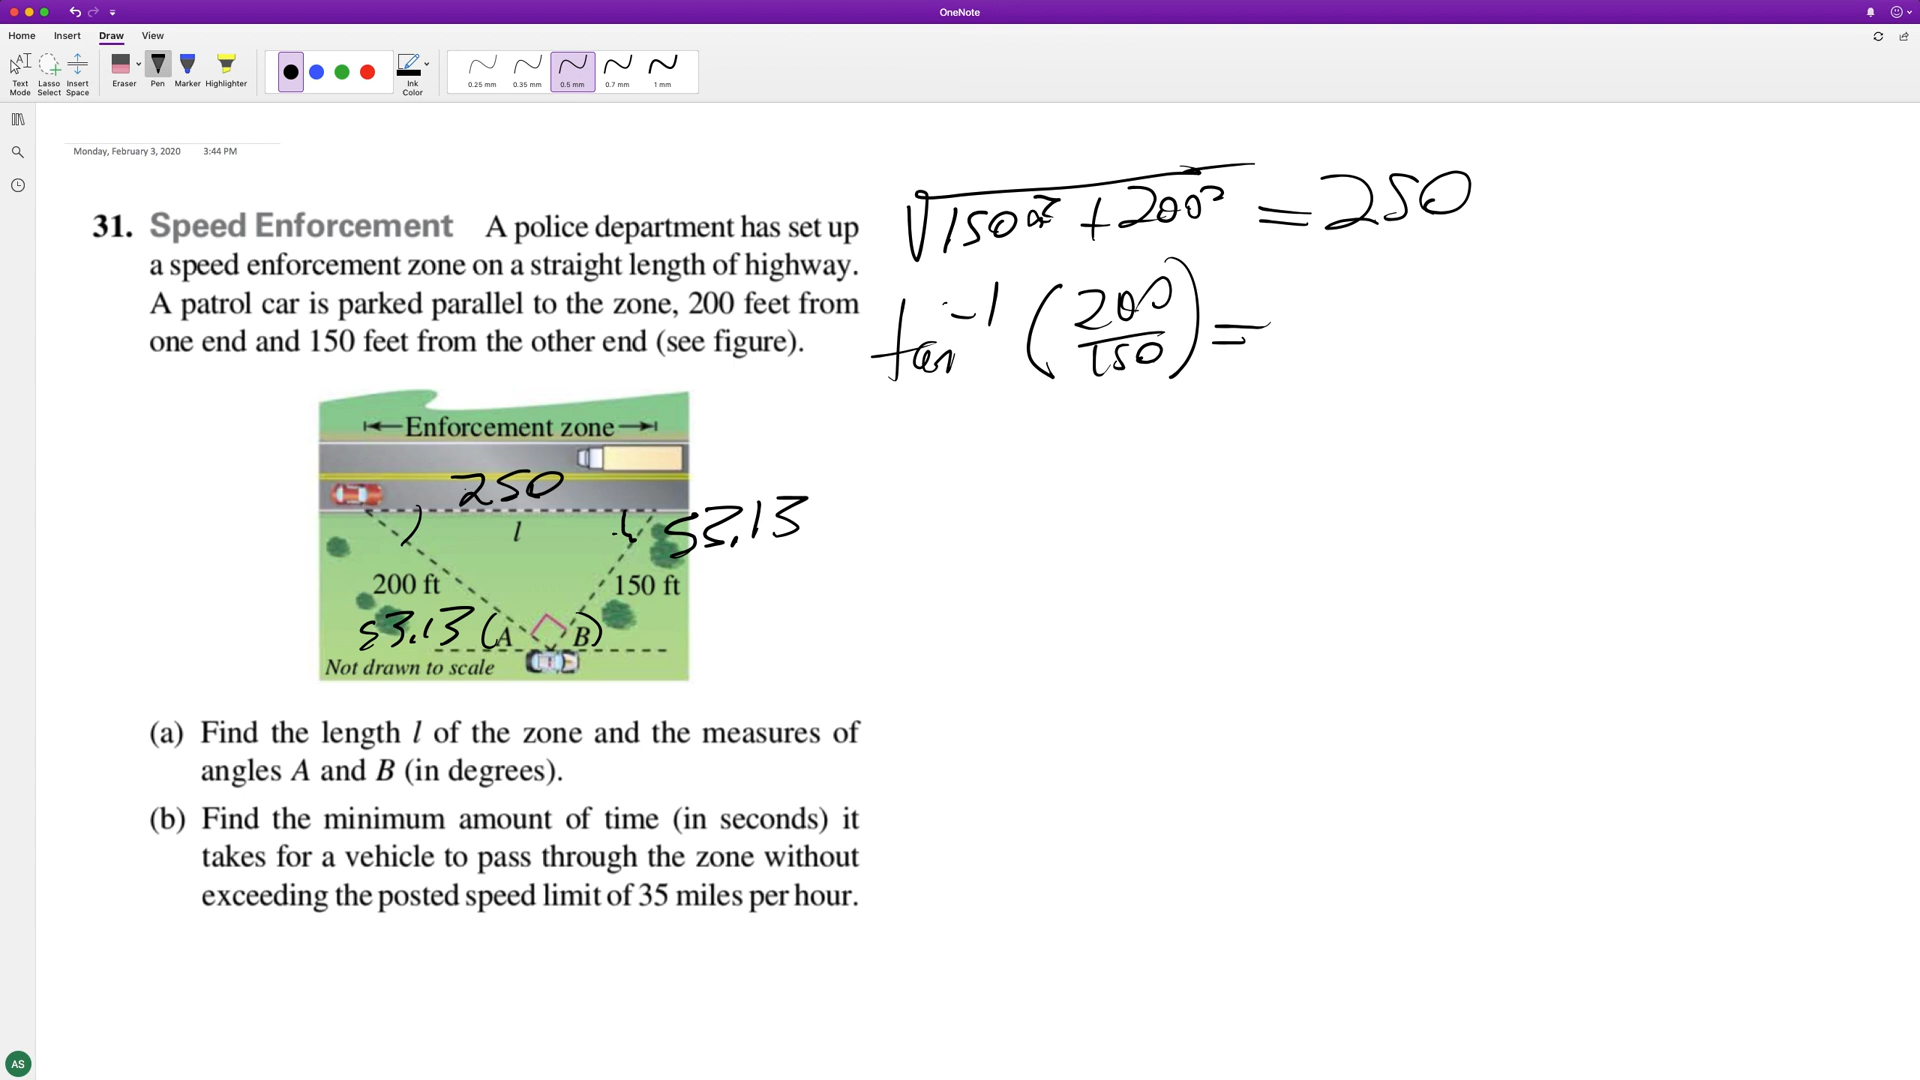 OneNote
Home Insert Draw View
Text Mode Lasso Select Insert Space Eraser Pen Marker Highlighter Ink Color 0.25 mm 0.35 mm 0.5 mm 0.7 mm 1 mm
Monday, February 3, 2020 3:44 PM
31. Speed Enforcement A police department has set up
a speed enforcement zone on a straight length of highway.
A patrol car is parked parallel to the zone, 200 feet from
one end and 150 feet from the other end (see figure).
√150² + 200² = 250
tan⁻¹ (200/150) =
Enforcement zone
250
l
53.13
200 ft 150 ft
53.13 A B
Not drawn to scale
(a) Find the length l of the zone and the measures of
angles A and B (in degrees).
(b) Find the minimum amount of time (in seconds) it
takes for a vehicle to pass through the zone without
exceeding the posted speed limit of 35 miles per hour.
AS